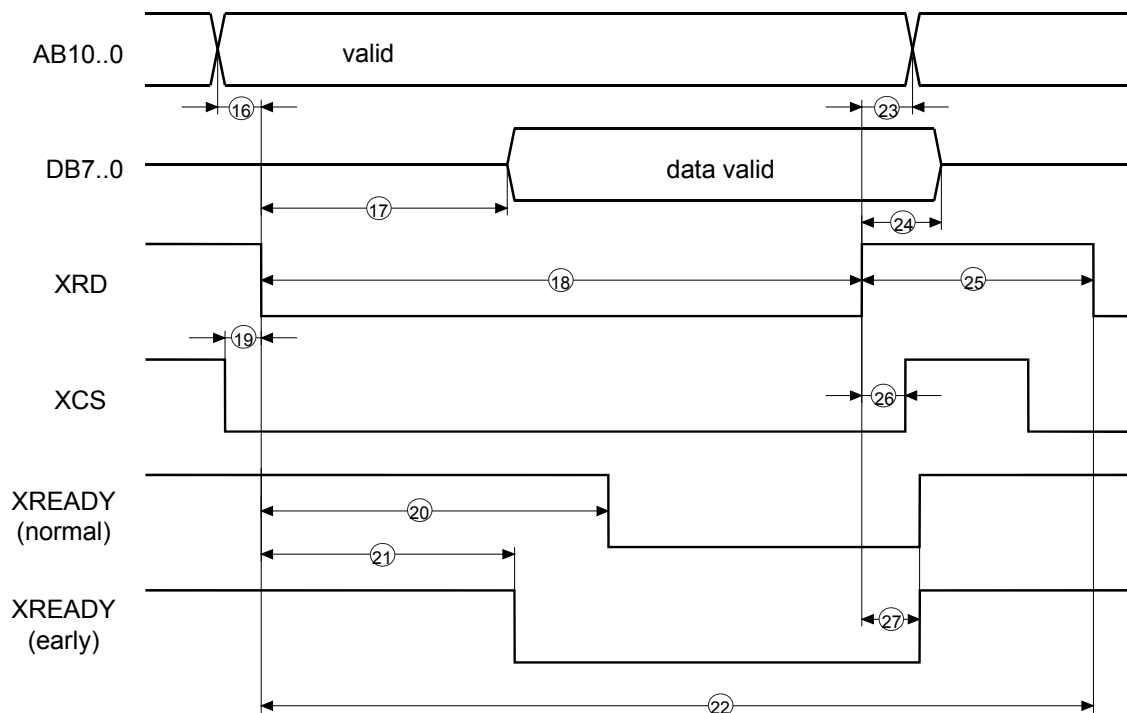 AB10..0
valid
16
23
DB7..0
data valid
17
24
XRD
18
25
19
XCS
26
XREADY
(normal)
20
21
XREADY
(early)
27
22